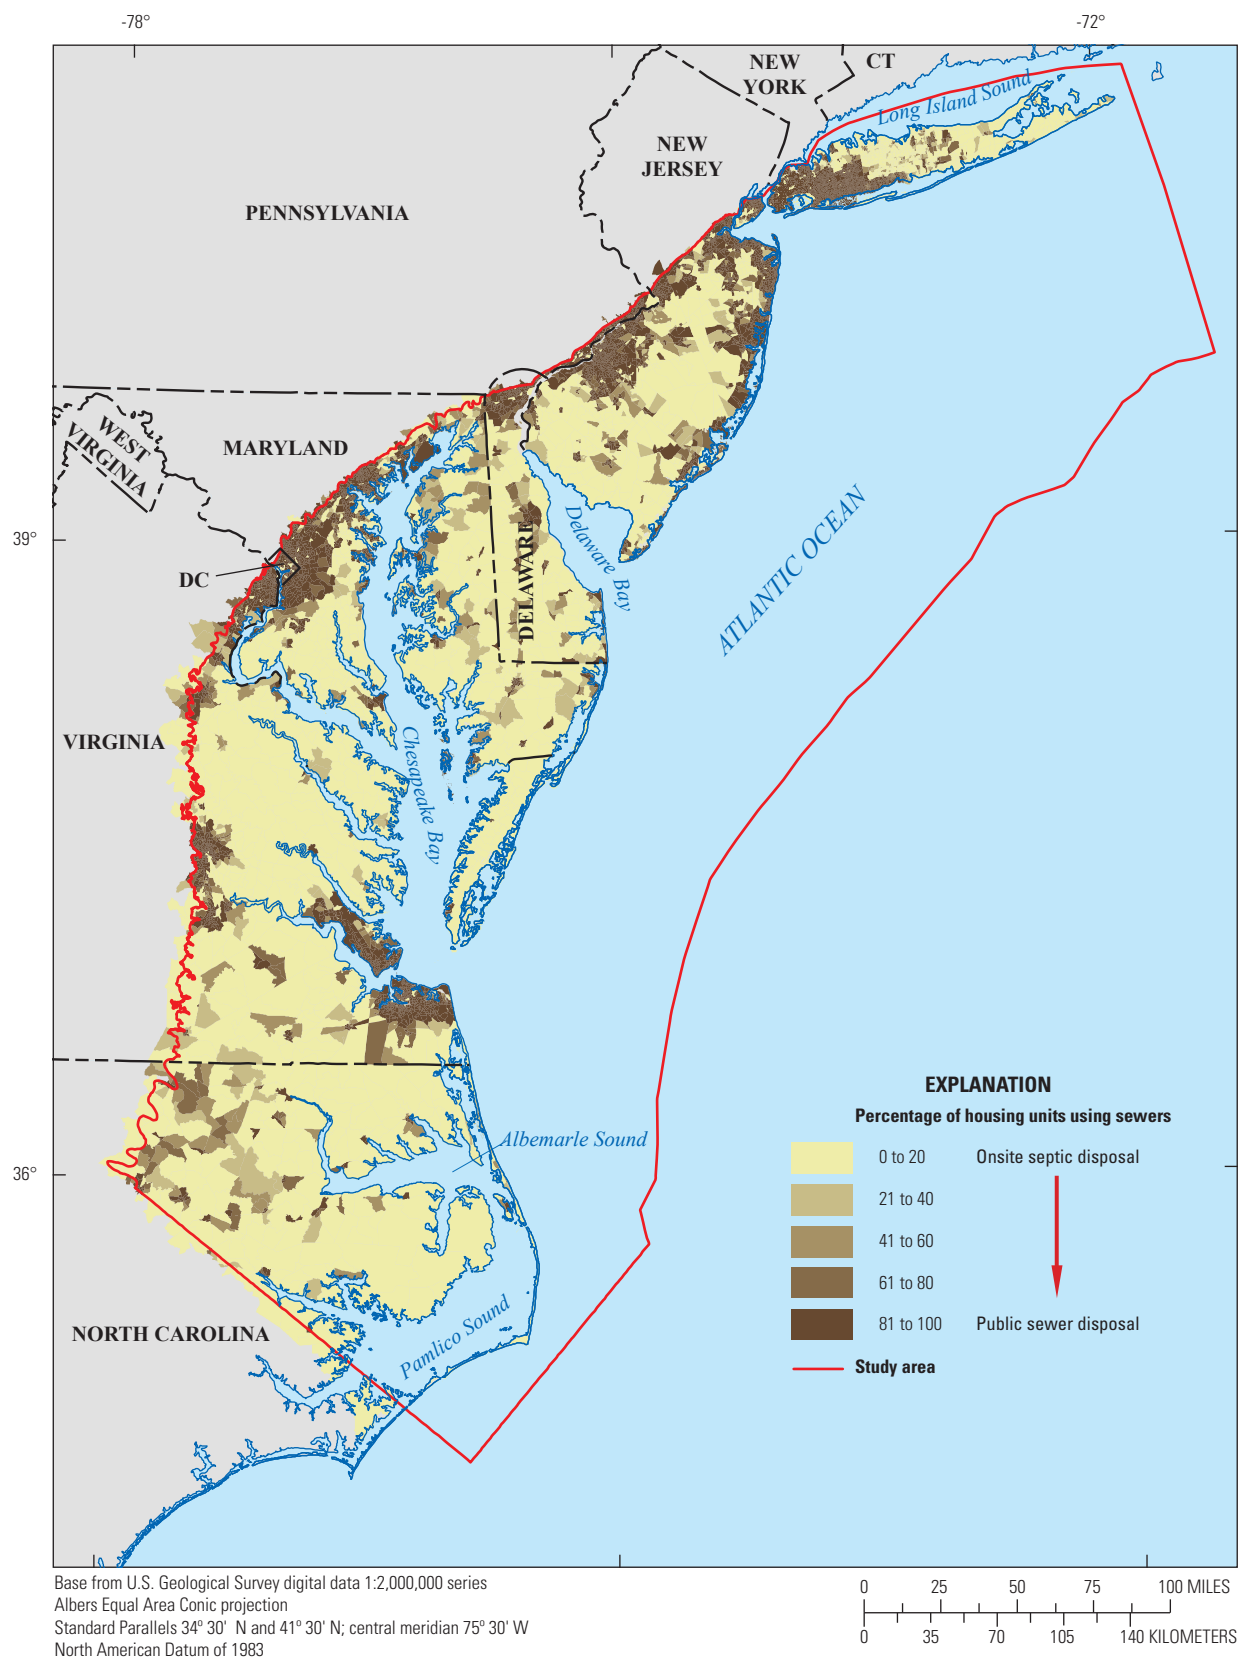 -78°
-72°
NEW
YORK
CT
Long Island Sound
NEW
JERSEY
PENNSYLVANIA
WEST
VIRGINIA
MARYLAND
39°
DC
DELAWARE
Delaware Bay
ATLANTIC OCEAN
VIRGINIA
Chesapeake Bay
EXPLANATION
Percentage of housing units using sewers
0 to 20 Onsite septic disposal
21 to 40
41 to 60
61 to 80
81 to 100 Public sewer disposal
Study area
Albemarle Sound
36°
NORTH CAROLINA
Pamlico Sound
Base from U.S. Geological Survey digital data 1:2,000,000 series
Albers Equal Area Conic projection
Standard Parallels 34° 30' N and 41° 30' N; central meridian 75° 30' W
North American Datum of 1983
0 25 50 75 100 MILES
0 35 70 105 140 KILOMETERS